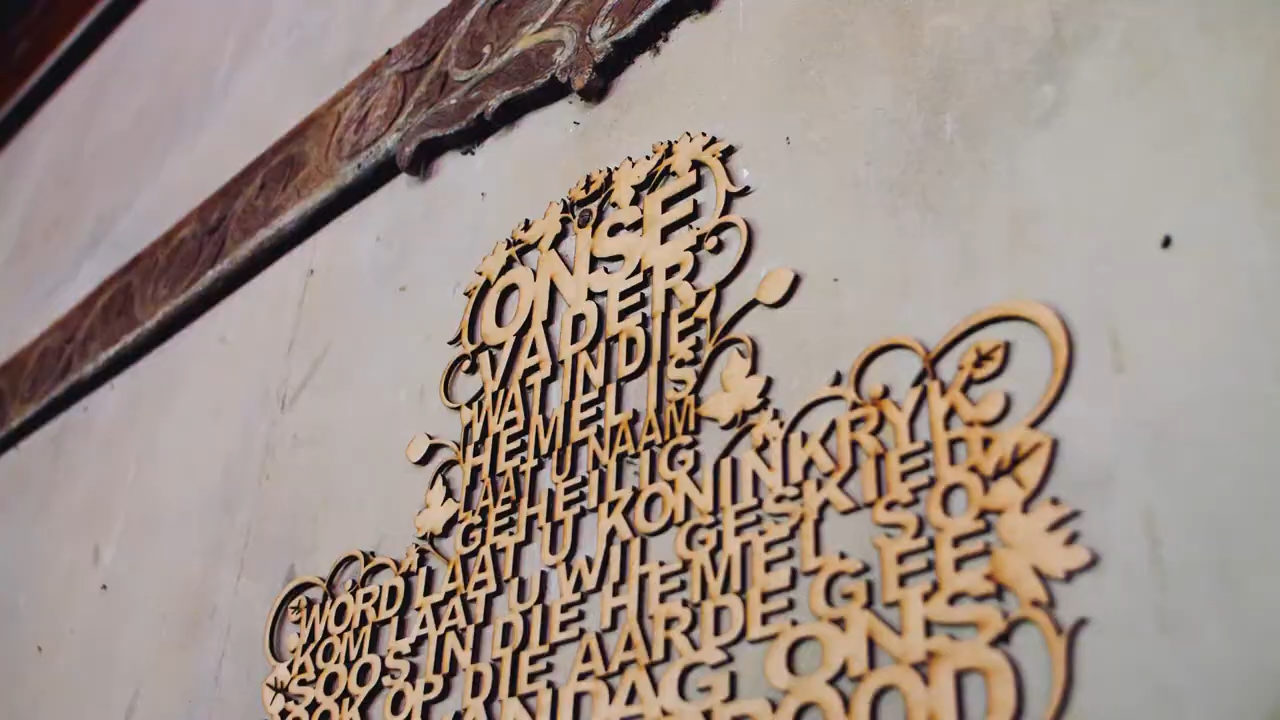 ONSE
VADER
WAT IN DIE
HEMEL IS
LAAT U NAAM
GEHEILIG
WORD LAAT U KONINKRYK
KOM LAAT U WIL GESKIED
SOOS IN DIE HEMEL SO
OOK OP DIE AARDE GEE
VANDAG ONS
BROOD